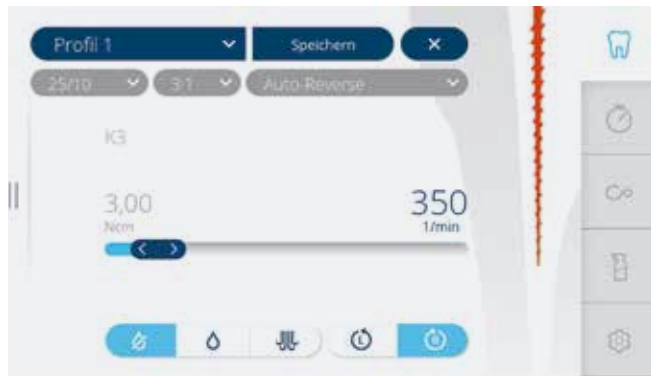 Profil 1 Speichern ×
25/10 3:1 Auto-Reverse
K3
3,00 350
Ncm 1/min